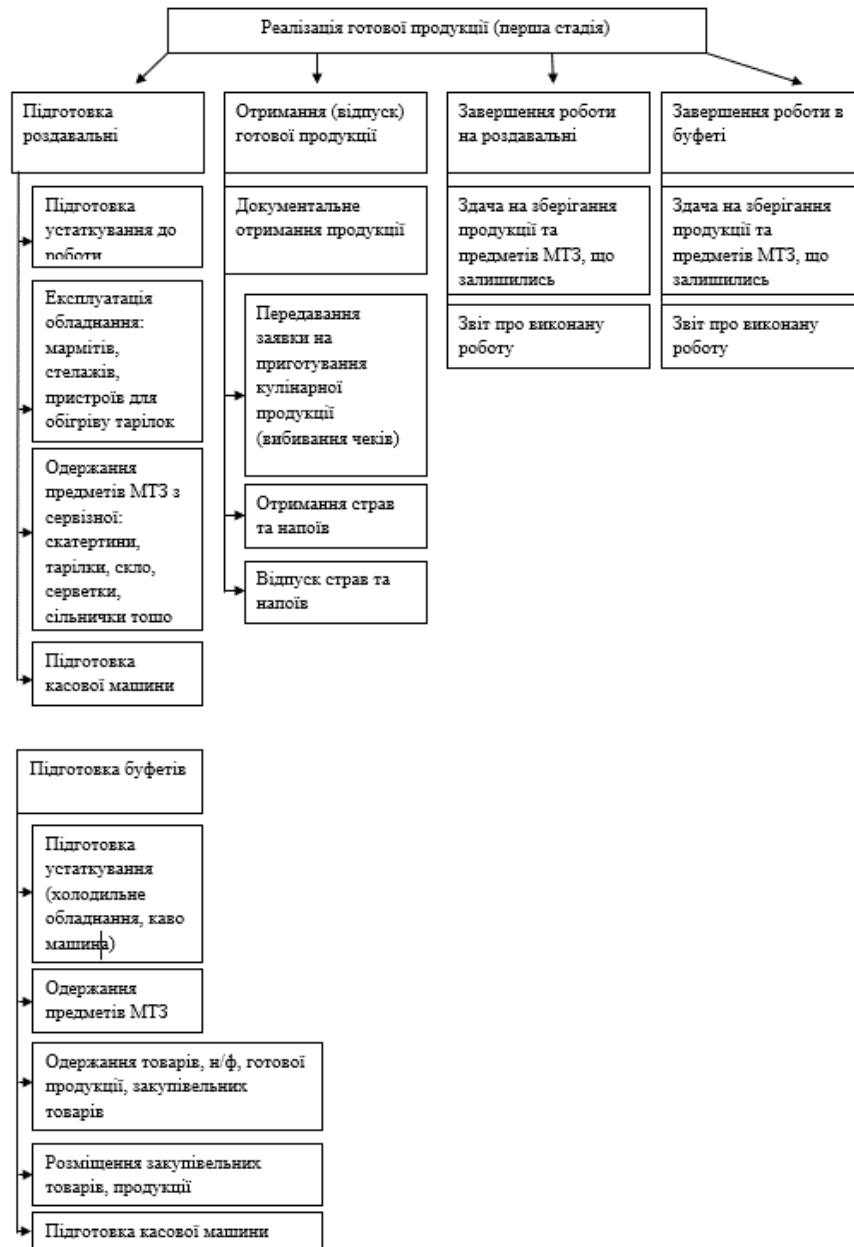 Реалізація готової продукції (перша стадія)
Підготовка
роздавальні
Підготовка
устаткування до
роботи
Експлуатація
обладнання:
мармітів,
стелажів,
пристроїв для
обігріву тарілок
Одержання
предметів МТЗ з
сервізної:
скатертини,
тарілки, скло,
серветки,
сільнички тошо
Підготовка
касової машини
Отримання (відпуск)
готової продукції
Документальне
отримання продукції
Передавання
заявки на
приготування
кулінарної
продукції
(вибивання чеків)
Отримання страв
та напоїв
Відпуск страв та
напоїв
Завершення роботи
на роздавальні
Здача на зберігання
продукції та
предметів МТЗ, що
залишились
Звіт про виконану
роботу
Завершення роботи в
буфеті
Здача на зберігання
продукції та
предметів МТЗ, що
залишились
Звіт про виконану
роботу
Підготовка буфетів
Підготовка
устаткування
(холодильне
обладнання, каво
машина)
Одержання
предметів МТЗ
Одержання товарів, н/ф, готової
продукції, закупівельних
товарів
Розміщення закупівельних
товарів, продукції
Підготовка касової машини